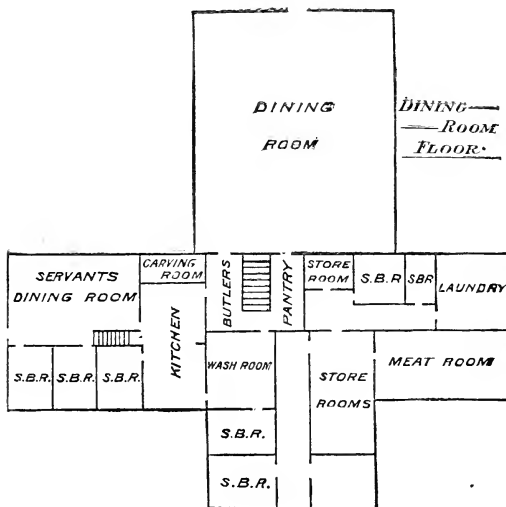 DINING
ROOM
DINING
ROOM
FLOOR.
SERVANTS
DINING ROOM
CARVING
ROOM
KITCHEN
BUTLERS
PANTRY
STORE
ROOM
S.B.R
SBR
LAUNDRY
S.B.R.
S.B.R.
S.B.R.
WASH ROOM
STORE
ROOMS
MEAT ROOM
S.B.R.
S.B.R.